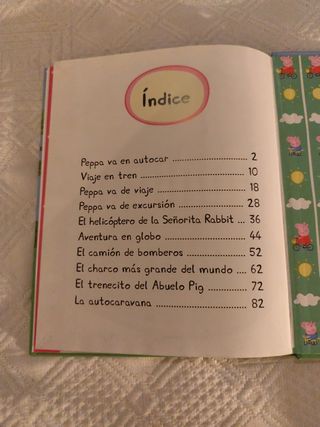 Índice
Peppa va en autocar ..................... 2
Viaje en tren ................................ 10
Peppa va de viaje ......................... 18
Peppa va de excursión ................... 28
El helicóptero de la Señorita Rabbit ... 36
Aventura en globo ......................... 44
El camión de bomberos ................... 52
El charco más grande del mundo .... 62
El trenecito del Abuelo Pig .............. 72
La autocaravana ............................ 82